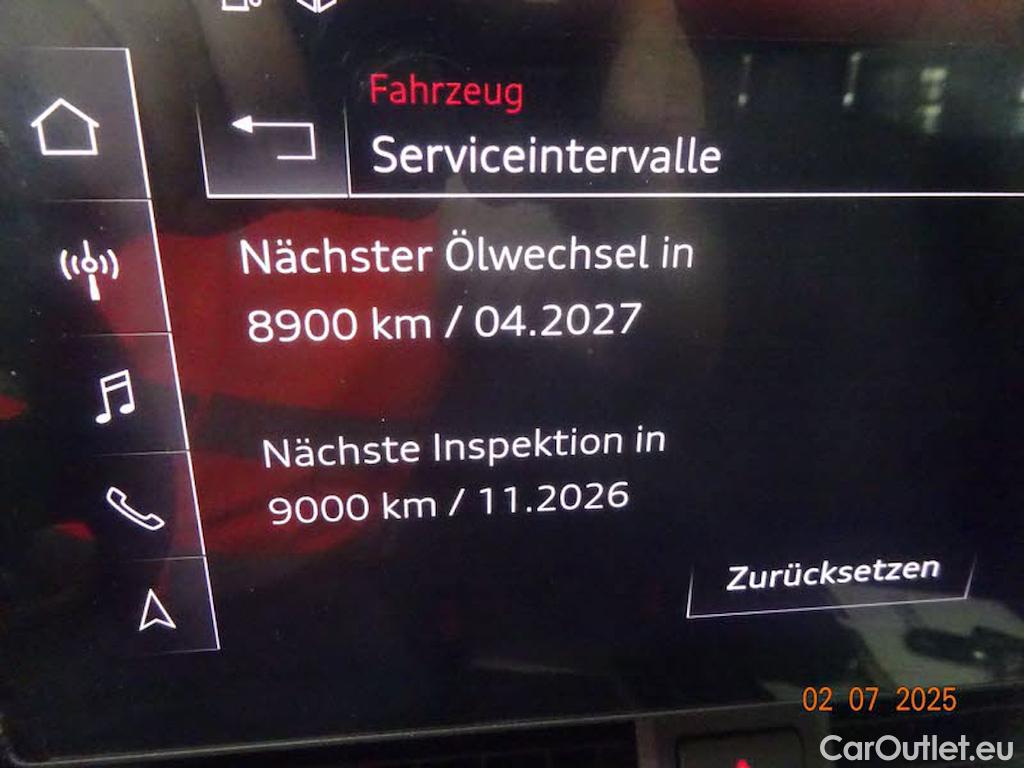 Fahrzeug
Serviceintervalle
Nächster Ölwechsel in
8900 km / 04.2027
Nächste Inspektion in
9000 km / 11.2026
Zurücksetzen
02 07 2025
CarOutlet.eu